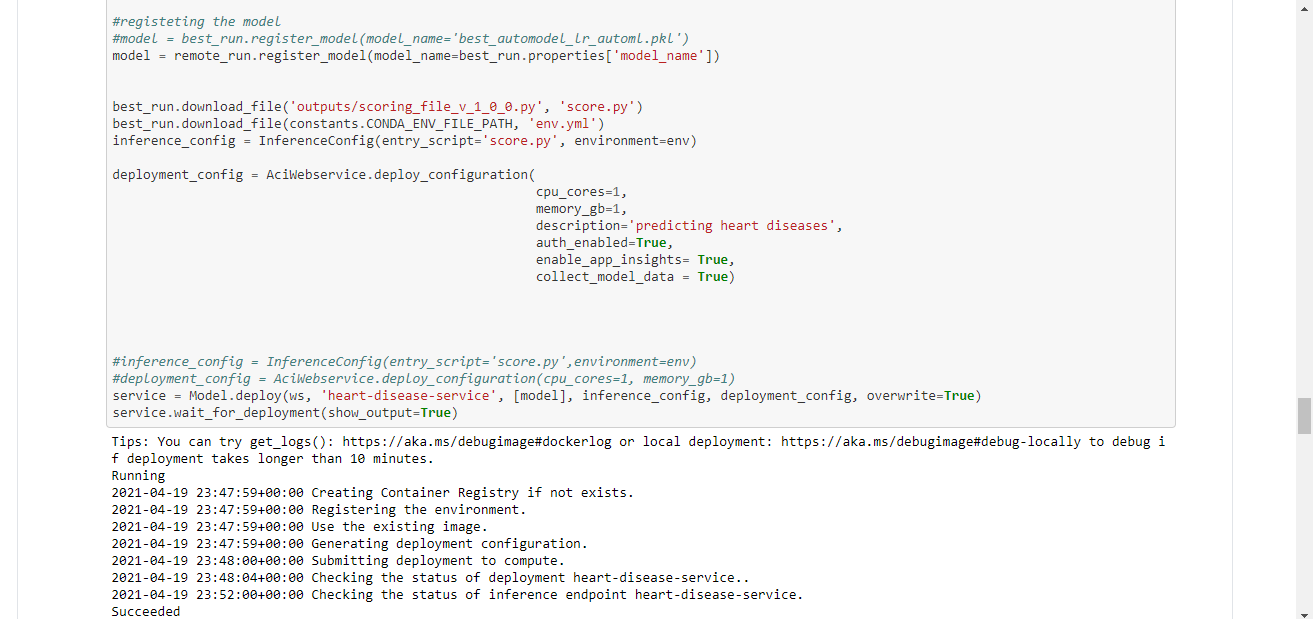 #registeting the model
#model = best_run.register_model(model_name='best_automodel_lr_automl.pkl')
model = remote_run.register_model(model_name=best_run.properties['model_name'])
best_run.download_file('outputs/scoring_file_v_1_0_0.py', 'score.py')
best_run.download_file(constants.CONDA_ENV_FILE_PATH, 'env.yml')
inference_config = InferenceConfig(entry_script='score.py', environment=env)
deployment_config = AciWebservice.deploy_configuration(
cpu_cores=1,
memory_gb=1,
description='predicting heart diseases',
auth_enabled=True,
enable_app_insights= True,
collect_model_data = True)
#inference_config = InferenceConfig(entry_script='score.py',environment=env)
#deployment_config = AciWebservice.deploy_configuration(cpu_cores=1, memory_gb=1)
service = Model.deploy(ws, 'heart-disease-service', [model], inference_config, deployment_config, overwrite=True)
service.wait_for_deployment(show_output=True)
Tips: You can try get_logs(): https://aka.ms/debugimage#dockerlog or local deployment: https://aka.ms/debugimage#debug-locally to debug i
f deployment takes longer than 10 minutes.
Running
2021-04-19 23:47:59+00:00 Creating Container Registry if not exists.
2021-04-19 23:47:59+00:00 Registering the environment.
2021-04-19 23:47:59+00:00 Use the existing image.
2021-04-19 23:47:59+00:00 Generating deployment configuration.
2021-04-19 23:48:00+00:00 Submitting deployment to compute.
2021-04-19 23:48:04+00:00 Checking the status of deployment heart-disease-service..
2021-04-19 23:52:00+00:00 Checking the status of inference endpoint heart-disease-service.
Succeeded